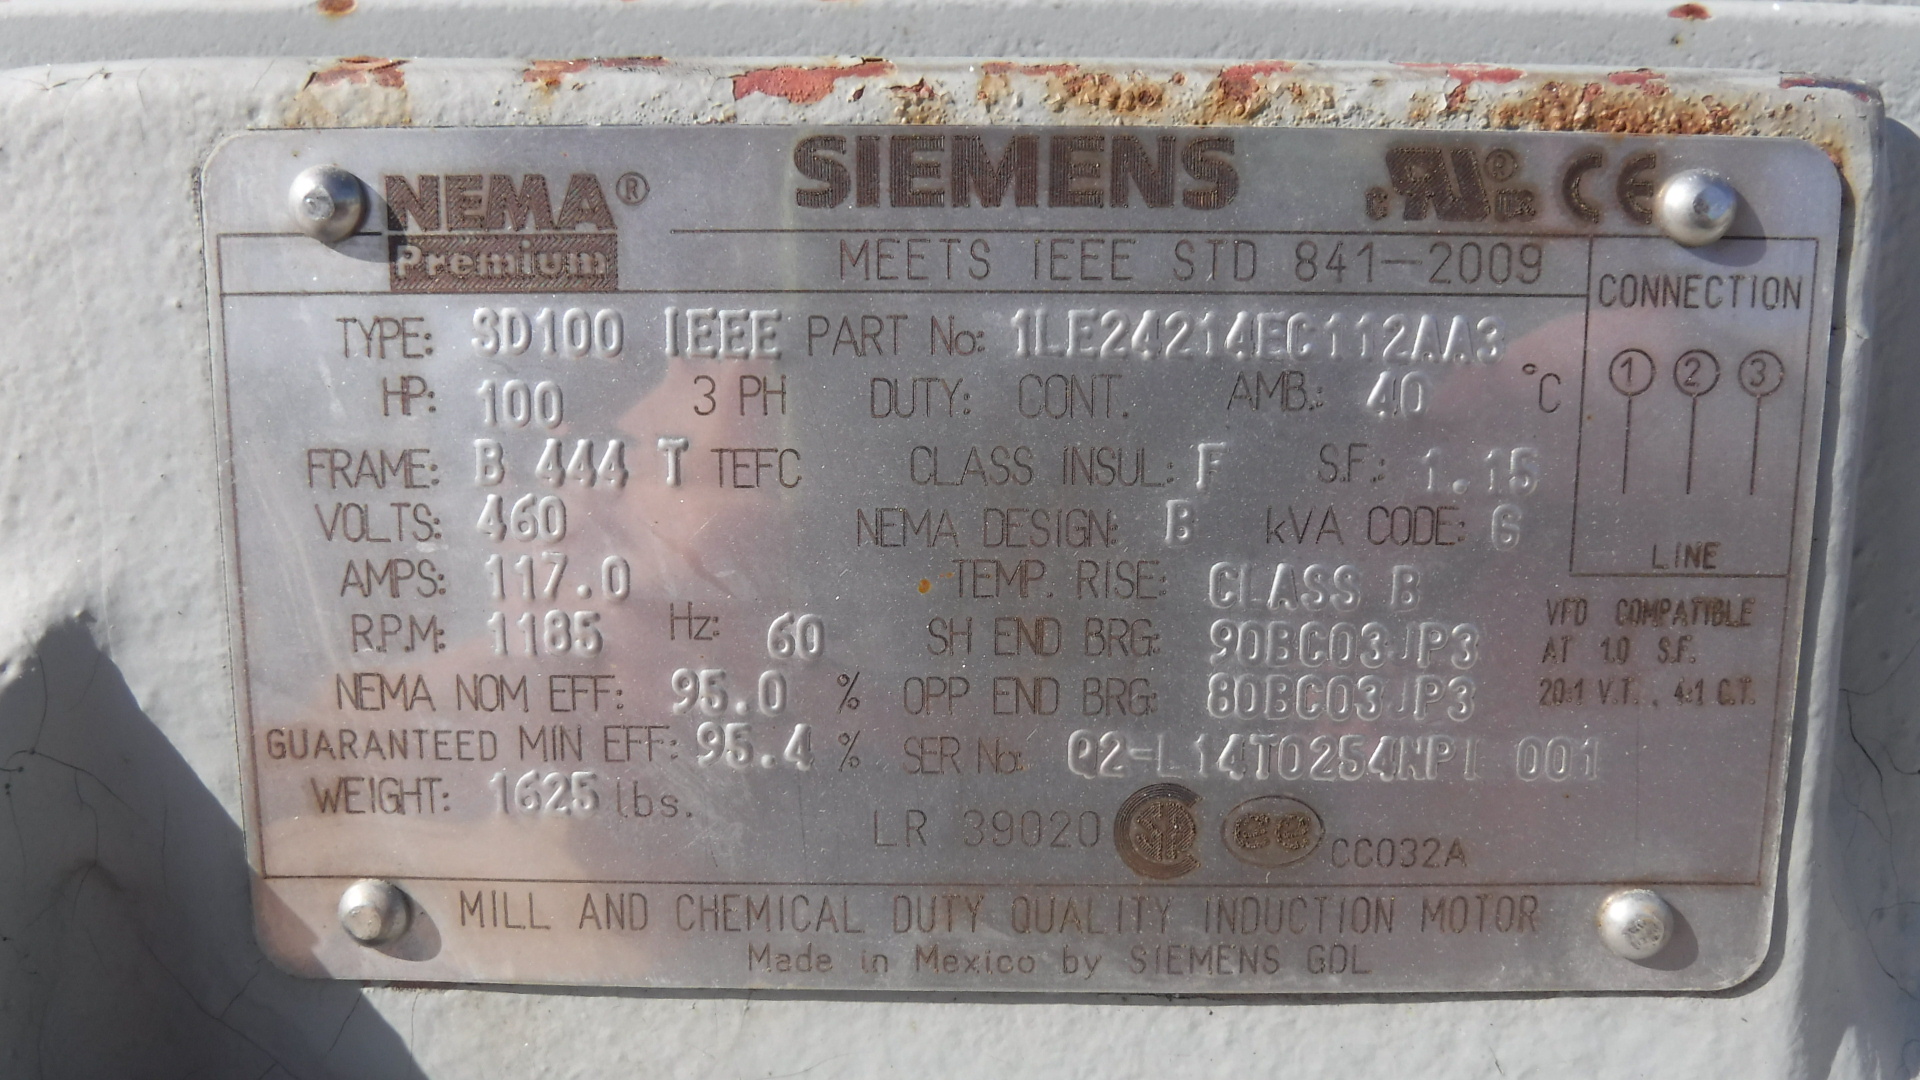 SIEMENS
NEMA® Premium
MEETS IEEE STD 841-2009
TYPE: SD100 IEEE PART No: 1LE24214EC112AA3
HP: 100 3 PH DUTY: CONT. AMB.: 40 °C
FRAME: B 444 T TEFC CLASS INSUL: F S.F.: 1.15
VOLTS: 460 NEMA DESIGN: B kVA CODE: G
AMPS: 117.0 TEMP. RISE: CLASS B
R.P.M: 1185 Hz: 60 SH END BRG: 90BC03JP3
NEMA NOM EFF: 95.0 % OPP END BRG: 80BC03JP3
GUARANTEED MIN EFF: 95.4 % SER No: Q2-L14T0254NP1 001
WEIGHT: 1625 lbs.
LR 39020 CC032A
CONNECTION
1 2 3
LINE
VFD COMPATIBLE
AT 1.0 S.F.
20:1 V.T., 4:1 C.T.
MILL AND CHEMICAL DUTY QUALITY INDUCTION MOTOR
Made in Mexico by SIEMENS GDL